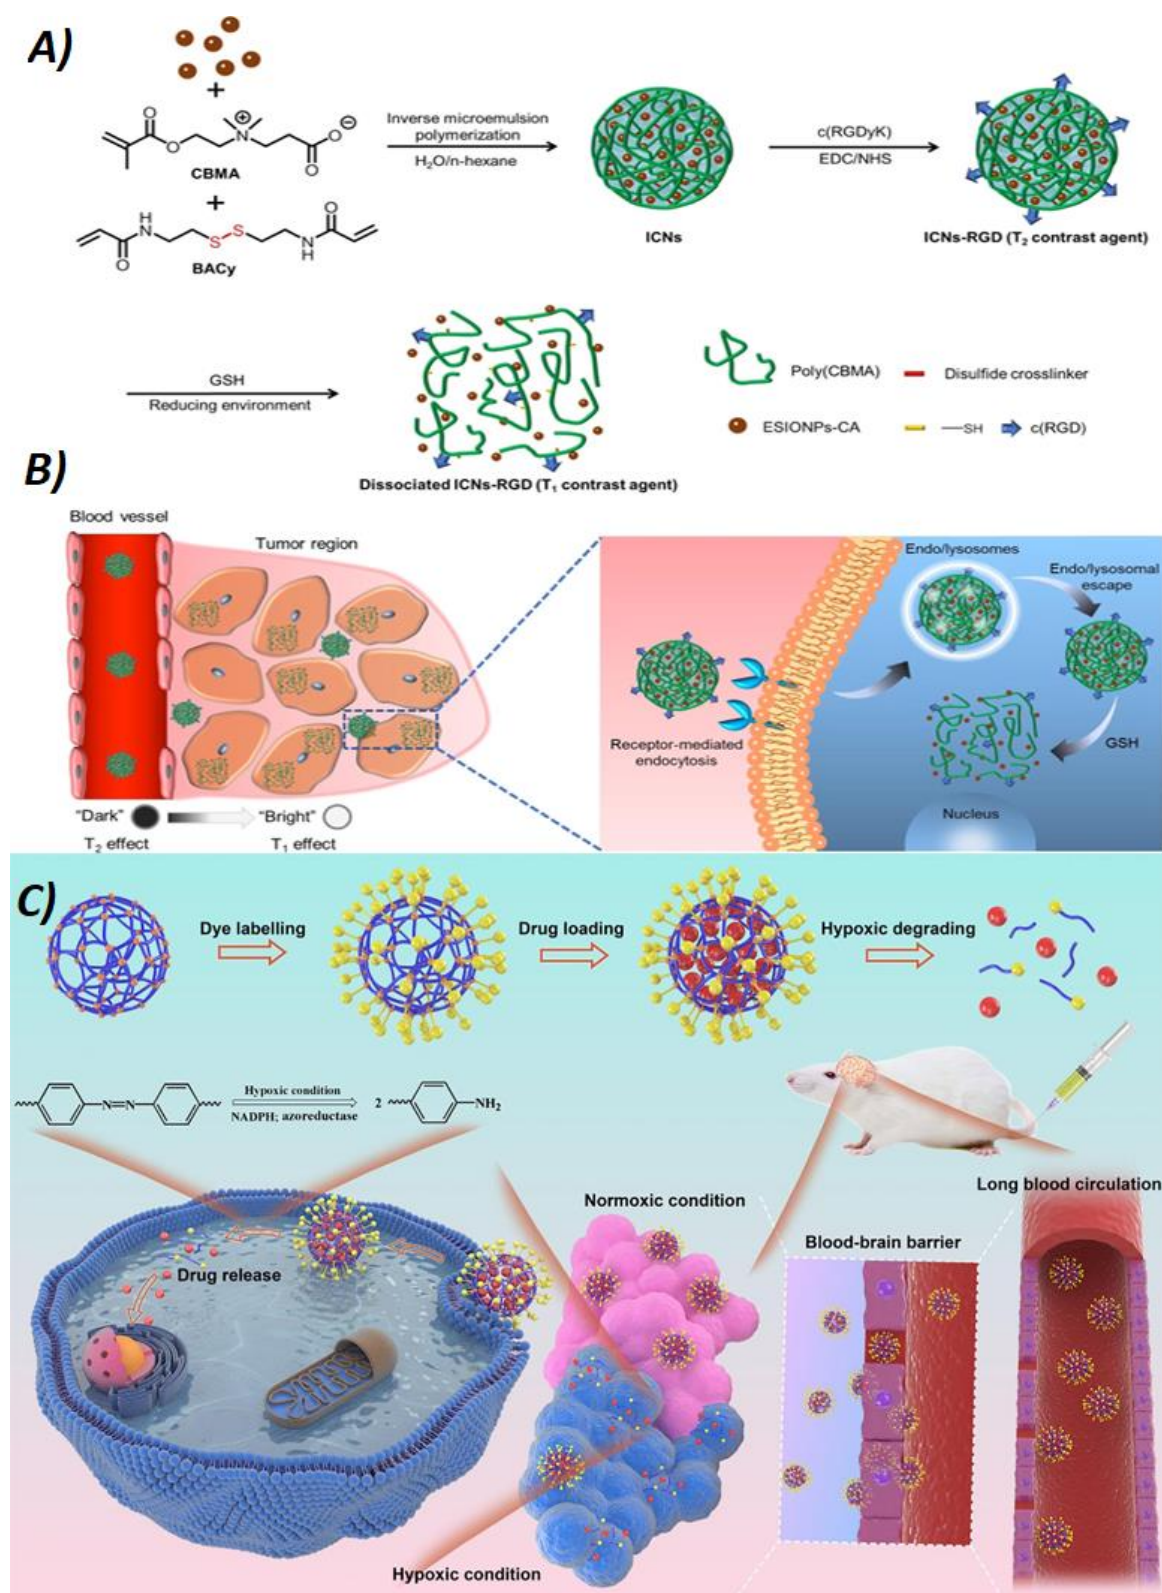 A)
+
O
O
N
⊕
O
⊖
O
CBMA
+
O
H
N
S
S
N
H
O
BACy
Inverse microemulsion
polymerization
H₂O/n-hexane
ICNs
c(RGDyK)
EDC/NHS
ICNs-RGD (T₂ contrast agent)
GSH
Reducing environment
Dissociated ICNs-RGD (T₁ contrast agent)
Poly(CBMA)
Disulfide crosslinker
ESIONPs-CA
—SH
c(RGD)
B)
Blood vessel
Tumor region
"Dark"
"Bright"
T₂ effect
T₁ effect
Endo/lysosomes
Endo/lysosomal
escape
Receptor-mediated
endocytosis
GSH
Nucleus
C)
Dye labelling
Drug loading
Hypoxic degrading
N=N
Hypoxic condition
NADPH; azoreductase
2
NH₂
Drug release
Normoxic condition
Hypoxic condition
Blood-brain barrier
Long blood circulation